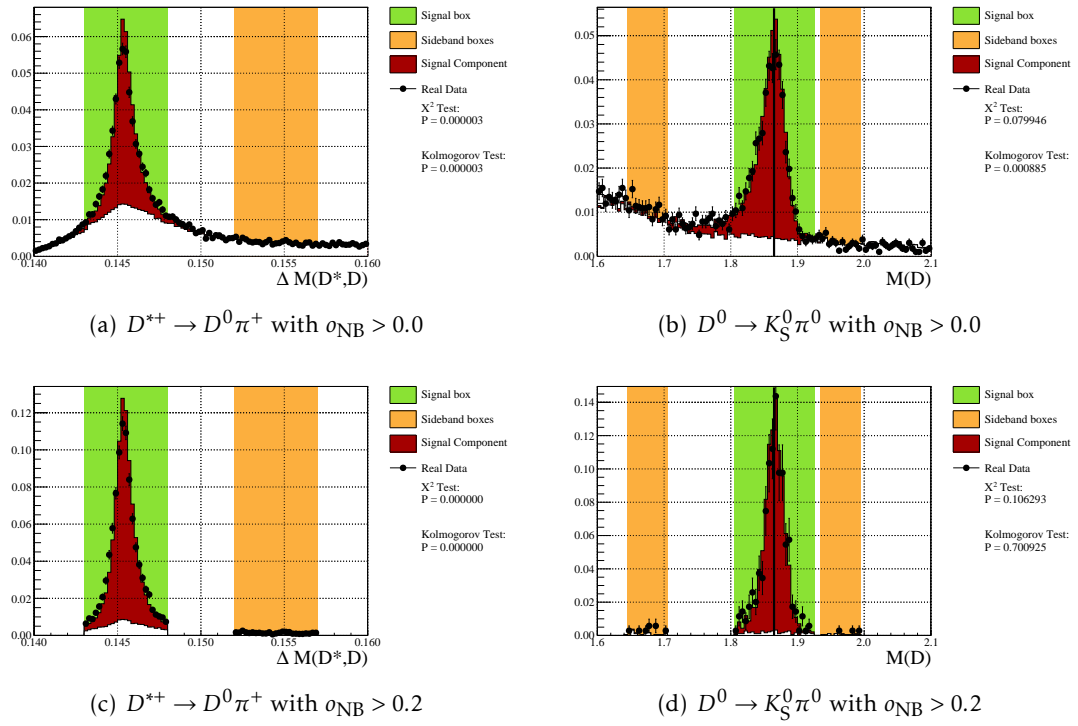 0.06
0.05
0.04
0.03
0.02
0.01
0.00
0.140
0.145
0.150
0.155
0.160
Δ M(D*,D)
Signal box
Sideband boxes
Signal Component
Real Data
X² Test:
P = 0.000003
Kolmogorov Test:
P = 0.000003
(a) D*+ → D⁰π⁺ with oNB > 0.0
0.05
0.04
0.03
0.02
0.01
0.00
1.6
1.7
1.8
1.9
2.0
2.1
M(D)
Signal box
Sideband boxes
Signal Component
Real Data
X² Test:
P = 0.079946
Kolmogorov Test:
P = 0.000885
(b) D⁰ → K⁰Sπ⁰ with oNB > 0.0
0.12
0.10
0.08
0.06
0.04
0.02
0.00
0.140
0.145
0.150
0.155
0.160
Δ M(D*,D)
Signal box
Sideband boxes
Signal Component
Real Data
X² Test:
P = 0.000000
Kolmogorov Test:
P = 0.000000
(c) D*+ → D⁰π⁺ with oNB > 0.2
0.14
0.12
0.10
0.08
0.06
0.04
0.02
0.00
1.6
1.7
1.8
1.9
2.0
2.1
M(D)
Signal box
Sideband boxes
Signal Component
Real Data
X² Test:
P = 0.106293
Kolmogorov Test:
P = 0.700925
(d) D⁰ → K⁰Sπ⁰ with oNB > 0.2